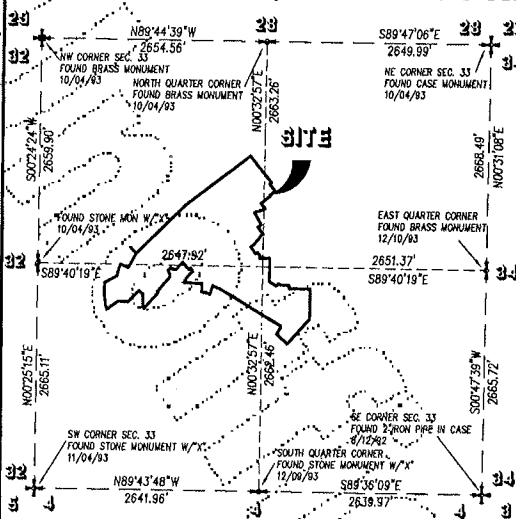 29
28
28
27
N89°44'39"W
2654.56'
S89°47'06"E
2649.99'
32
NW CORNER SEC. 33
FOUND BRASS MONUMENT
10/04/93
NORTH QUARTER CORNER
FOUND BRASS MONUMENT
10/04/93
NE CORNER SEC. 33
FOUND CASE MONUMENT
10/04/93
S00°24'24"W
2659.90'
N00°32'57"E
2663.26'
2668.49'
N00°31'08"E
SITE
FOUND STONE MON W/"X"
10/04/93
EAST QUARTER CORNER
FOUND BRASS MONUMENT
12/10/93
32
2647.92'
S89°40'19"E
2651.37'
S89°40'19"E
34
N00°25'15"E
2665.11'
N00°32'57"E
2662.46'
S00°47'39"W
2665.72'
SE CORNER SEC. 33
FOUND 2" IRON PIPE IN CASE
8/12/92
SW CORNER SEC. 33
FOUND STONE MONUMENT W/"X"
11/04/93
SOUTH QUARTER CORNER
FOUND STONE MONUMENT W/"X"
12/09/93
32
34
N89°43'48"W
2641.96'
S89°36'09"E
2639.97'
4
4
3